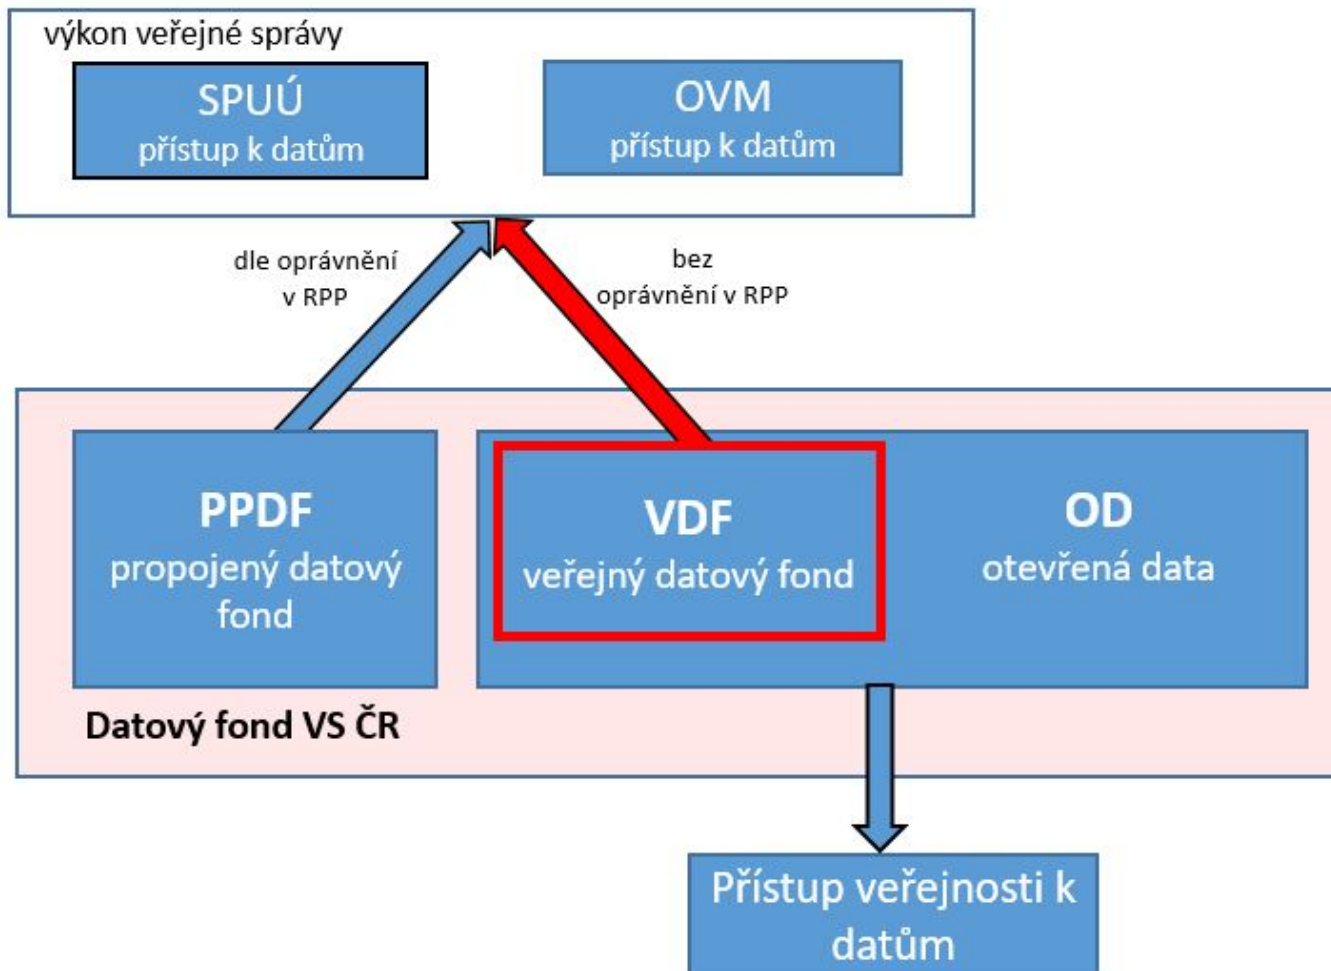 výkon veřejné správy
SPUÚ
přístup k datům
OVM
přístup k datům
dle oprávnění
v RPP
bez
oprávnění v RPP
PPDF
propojený datový
fond
VDF
veřejný datový fond
OD
otevřená data
Datový fond VS ČR
Přístup veřejnosti k
datům